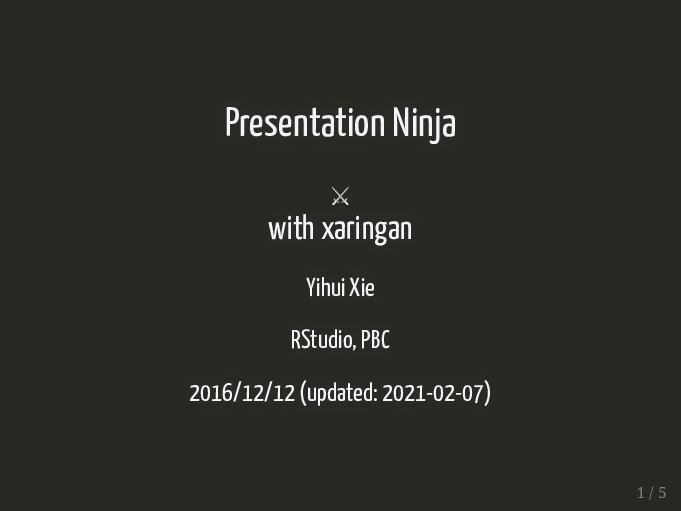 Presentation Ninja
⚔
with xaringan
Yihui Xie
RStudio, PBC
2016/12/12 (updated: 2021-02-07)
1 / 5